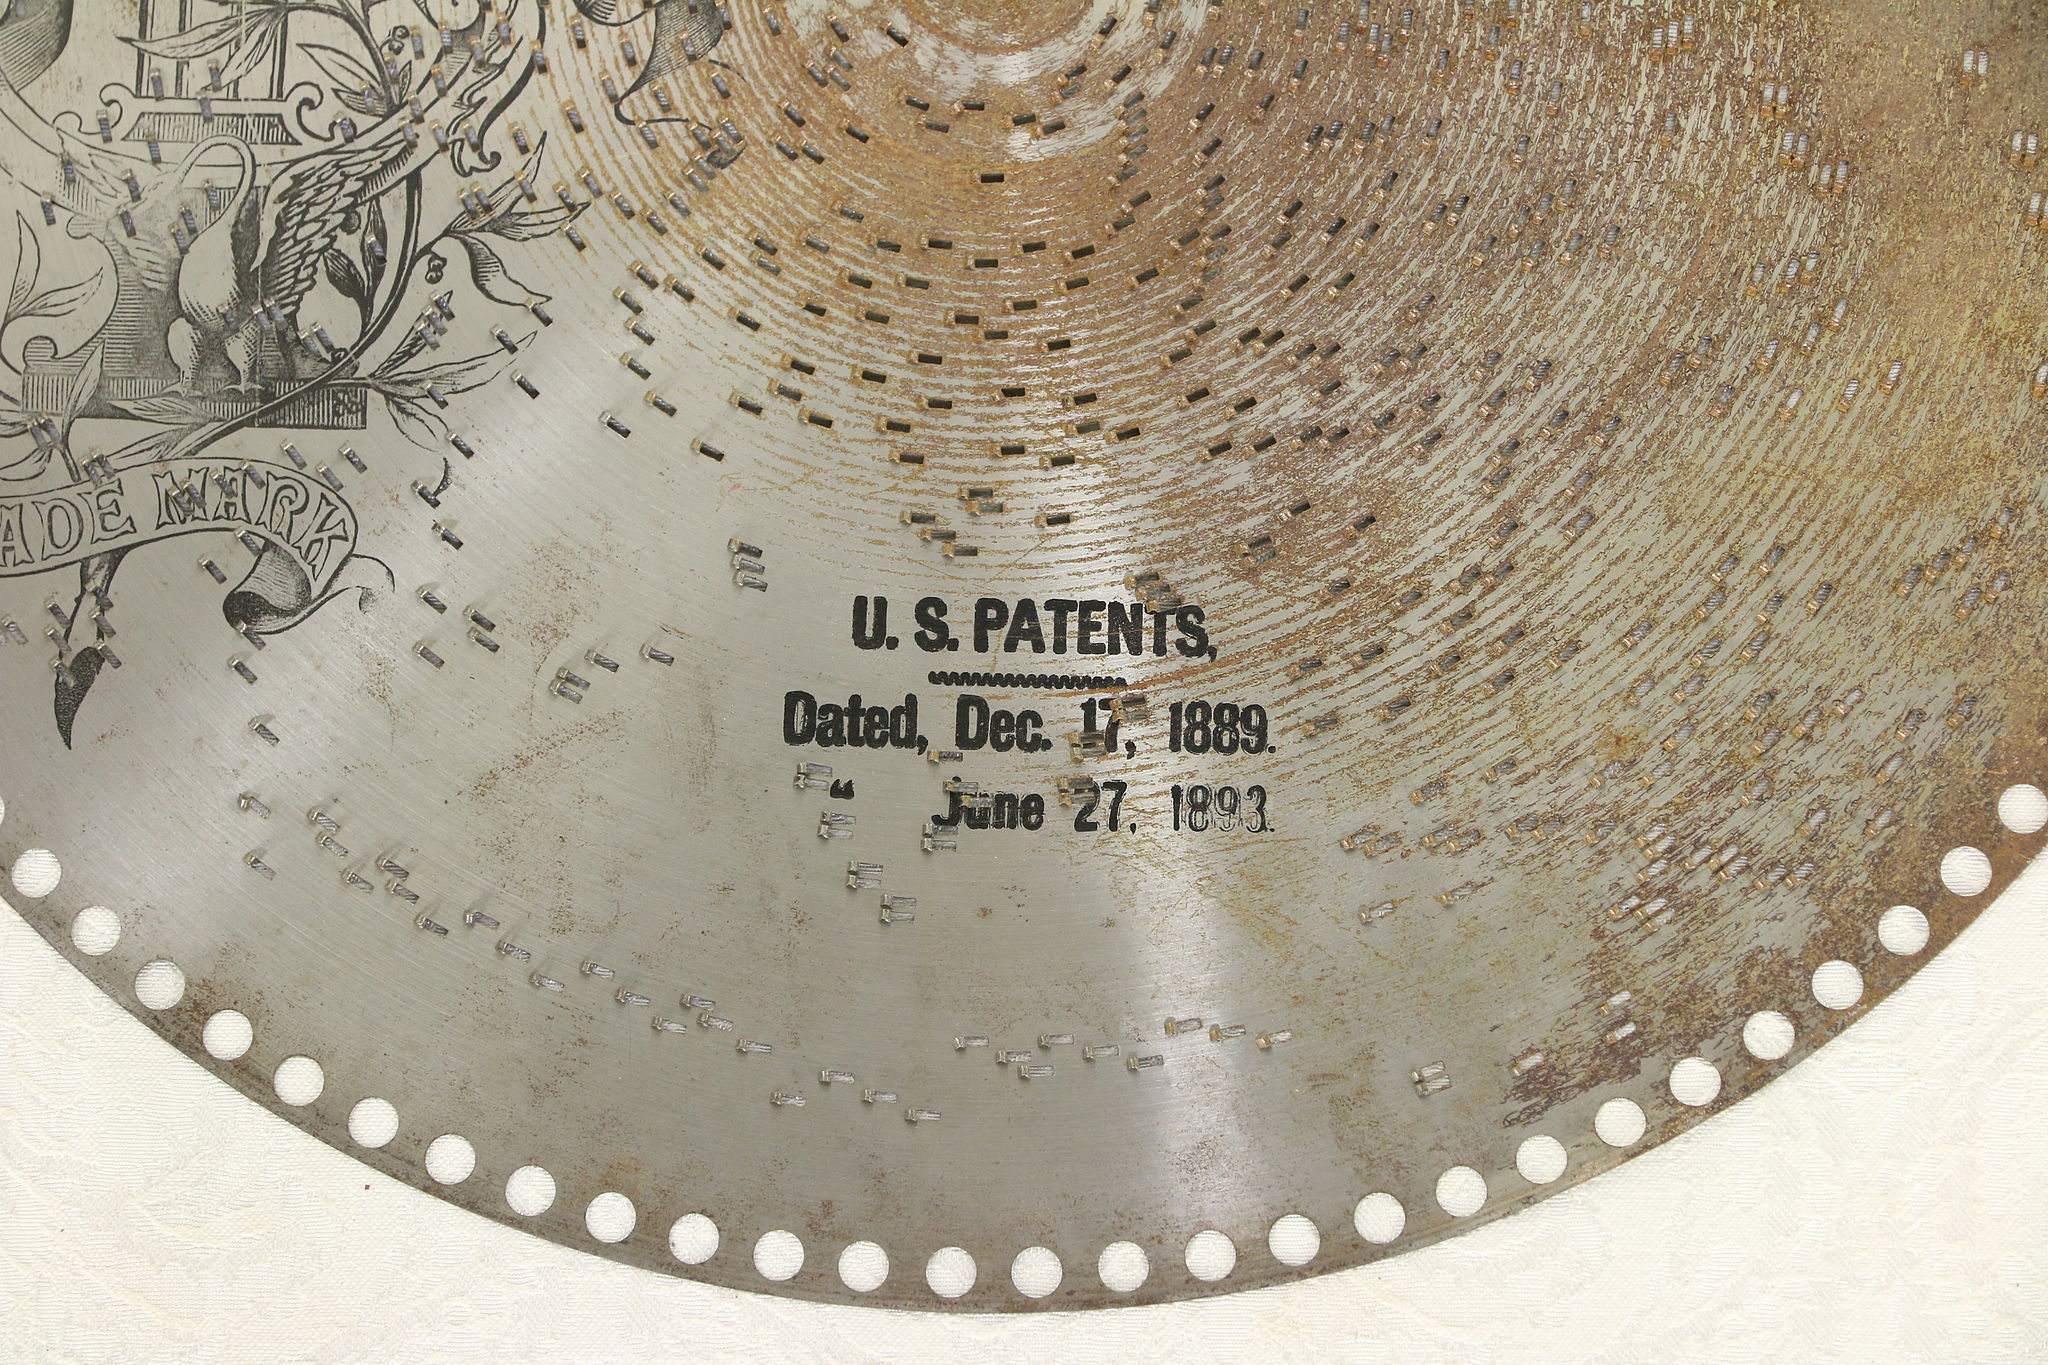 ADE MARK
U. S. PATENTS,
Dated, Dec. 17, 1889.
“ June 27, 1893.